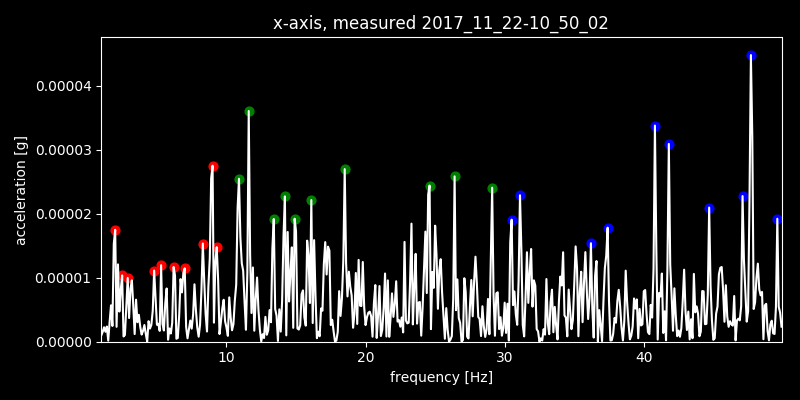 x-axis, measured 2017_11_22-10_50_02
0.00004
0.00003
0.00002
0.00001
0.00000
acceleration [g]
10 20 30 40
frequency [Hz]